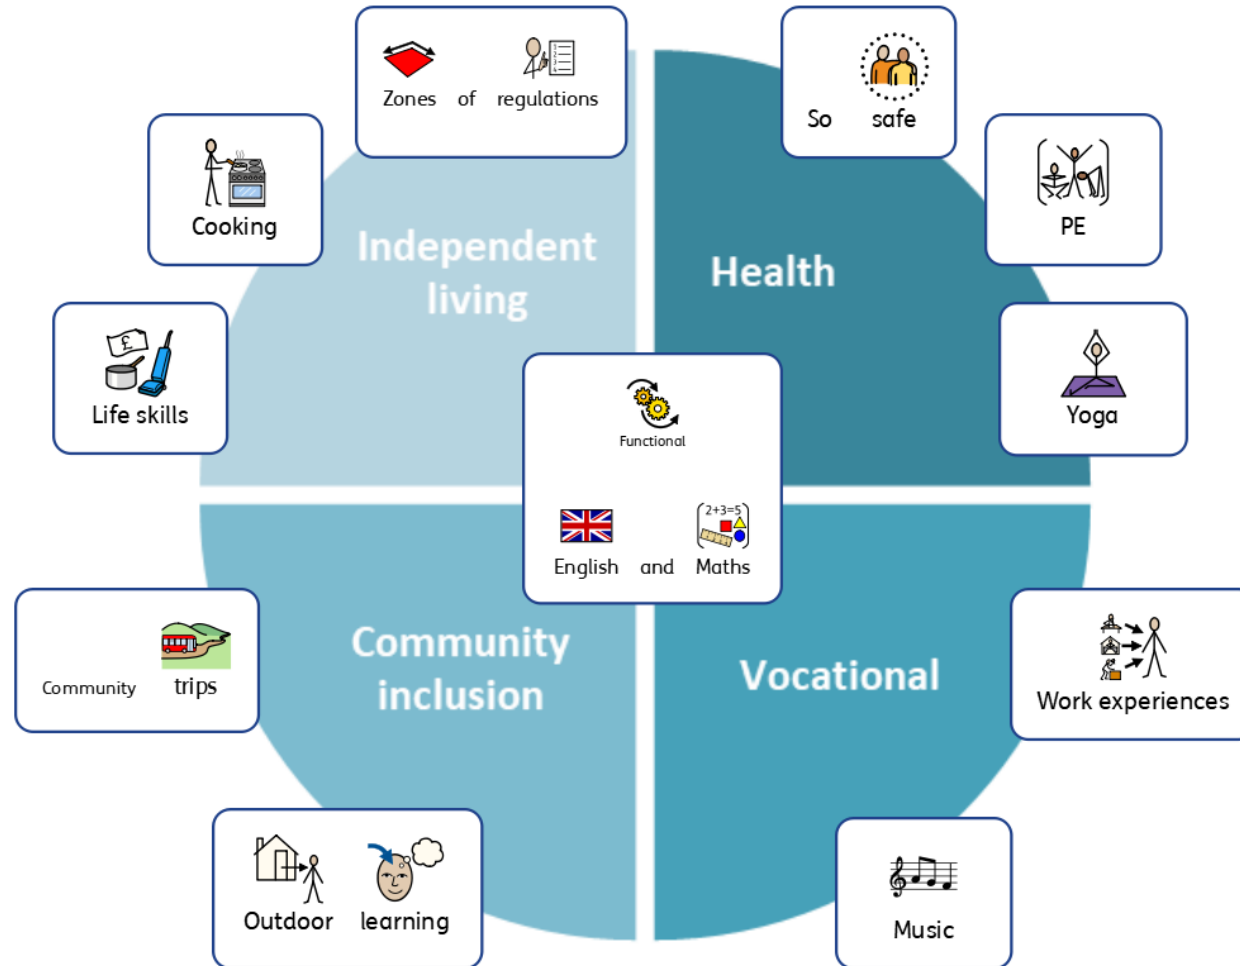 Zones of regulations
So safe
Cooking
PE
Independent
living
Health
£
Life skills
Yoga
Functional
2+3=5
English and Maths
Community
inclusion
Vocational
Community trips
Work experiences
Outdoor learning
Music